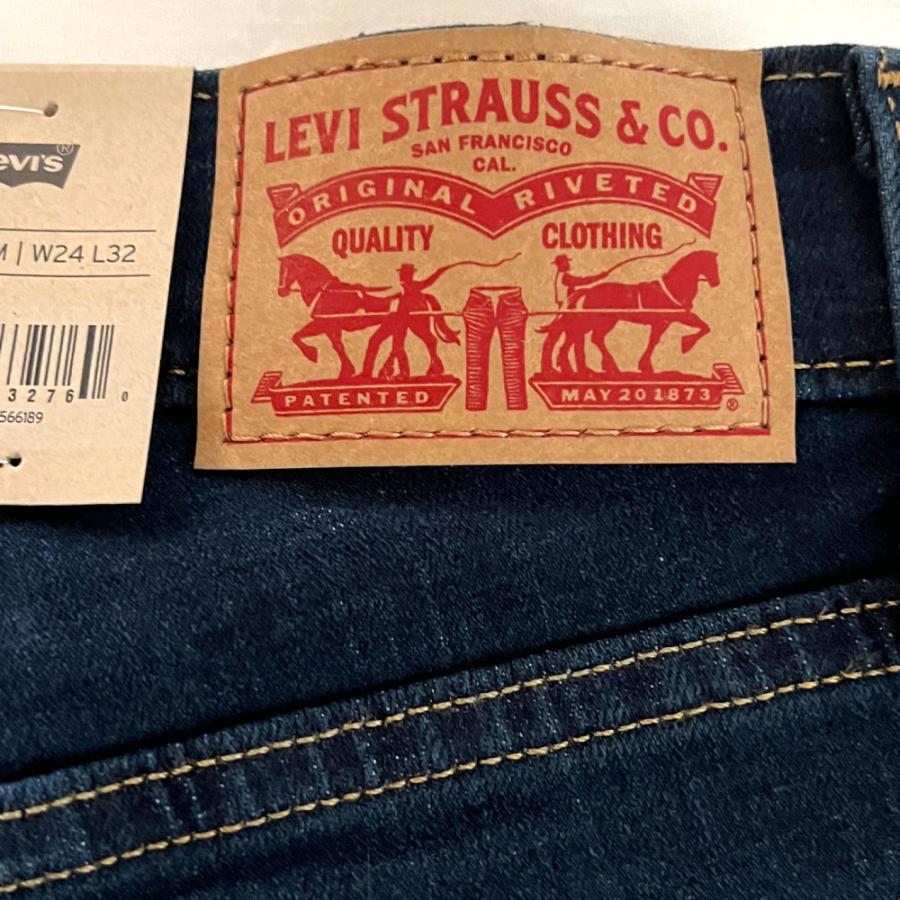 LEVI STRAUSS & CO.
SAN FRANCISCO
CAL.
ORIGINAL RIVETED
QUALITY CLOTHING
PATENTED MAY 20 1873 ®
evi's ®
M | W24 L32
3276 0
566189